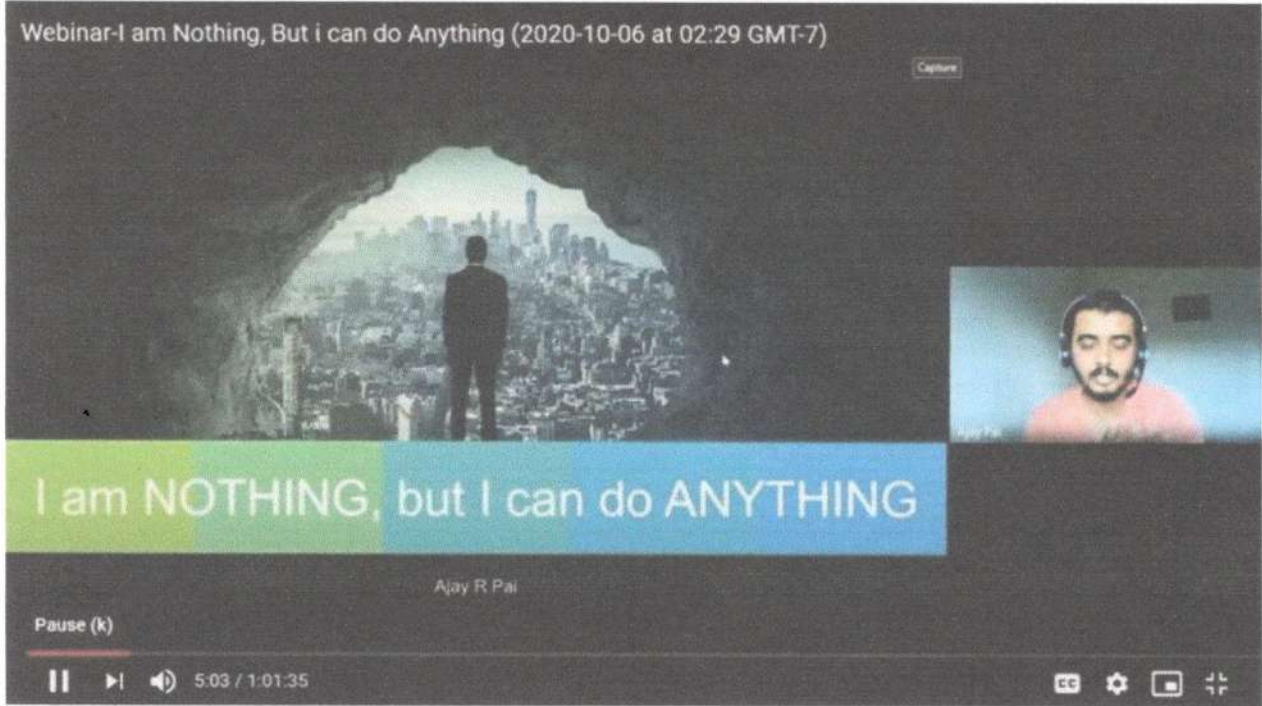 Webinar-I am Nothing, But i can do Anything (2020-10-06 at 02:29 GMT-7)
Capture
I am NOTHING, but I can do ANYTHING
Ajay R Pai
Pause (k)
5:03 / 1:01:35
CC